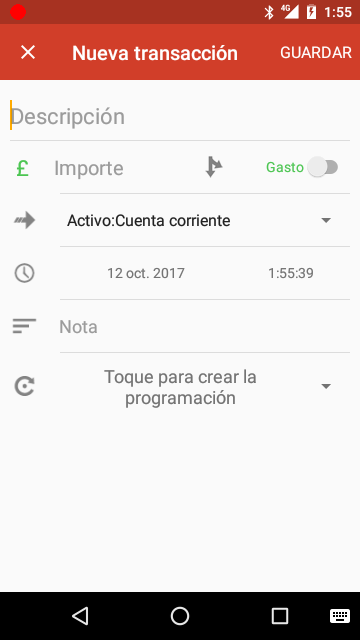 4G 1:55
Nueva transacción GUARDAR
Descripción
£ Importe Gasto
Activo:Cuenta corriente
12 oct. 2017 1:55:39
Nota
Toque para crear la
programación